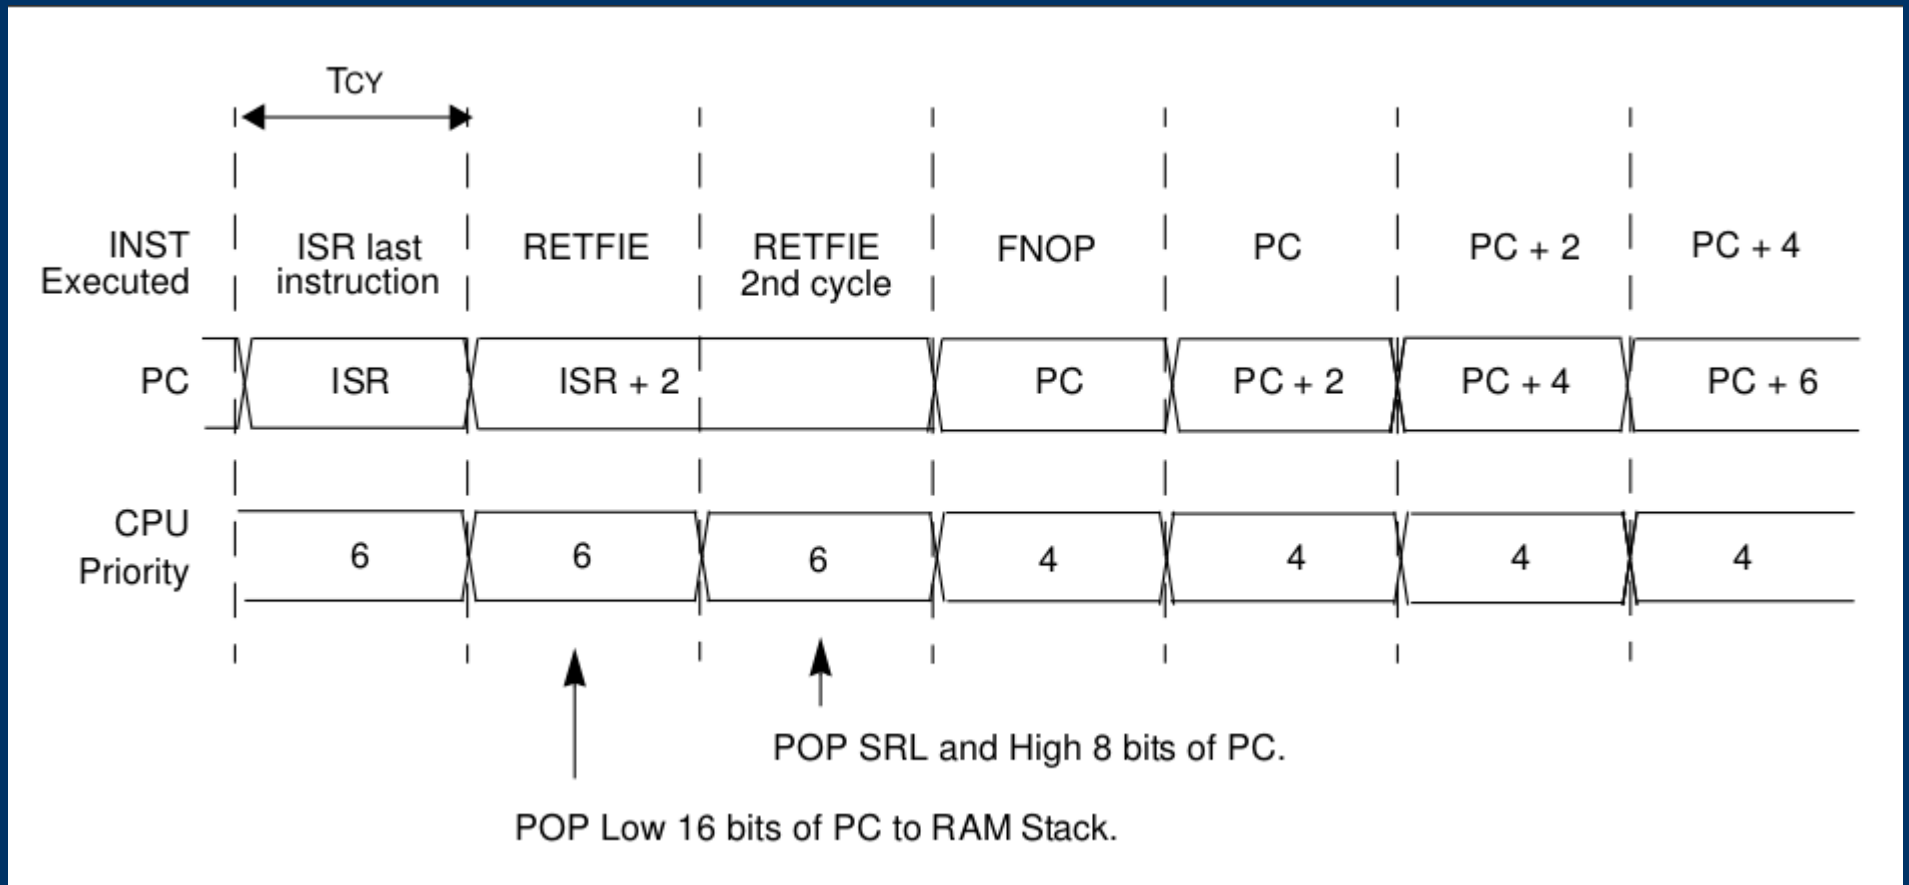 TCY
INST
Executed
ISR last
instruction
RETFIE
RETFIE
2nd cycle
FNOP
PC
PC + 2
PC + 4
PC
ISR
ISR + 2
PC
PC + 2
PC + 4
PC + 6
CPU
Priority
6
6
6
4
4
4
4
POP SRL and High 8 bits of PC.
POP Low 16 bits of PC to RAM Stack.